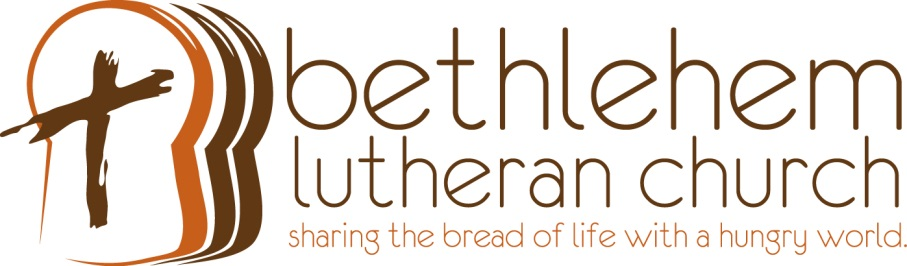 bethlehem
lutheran church
sharing the bread of life with a hungry world.